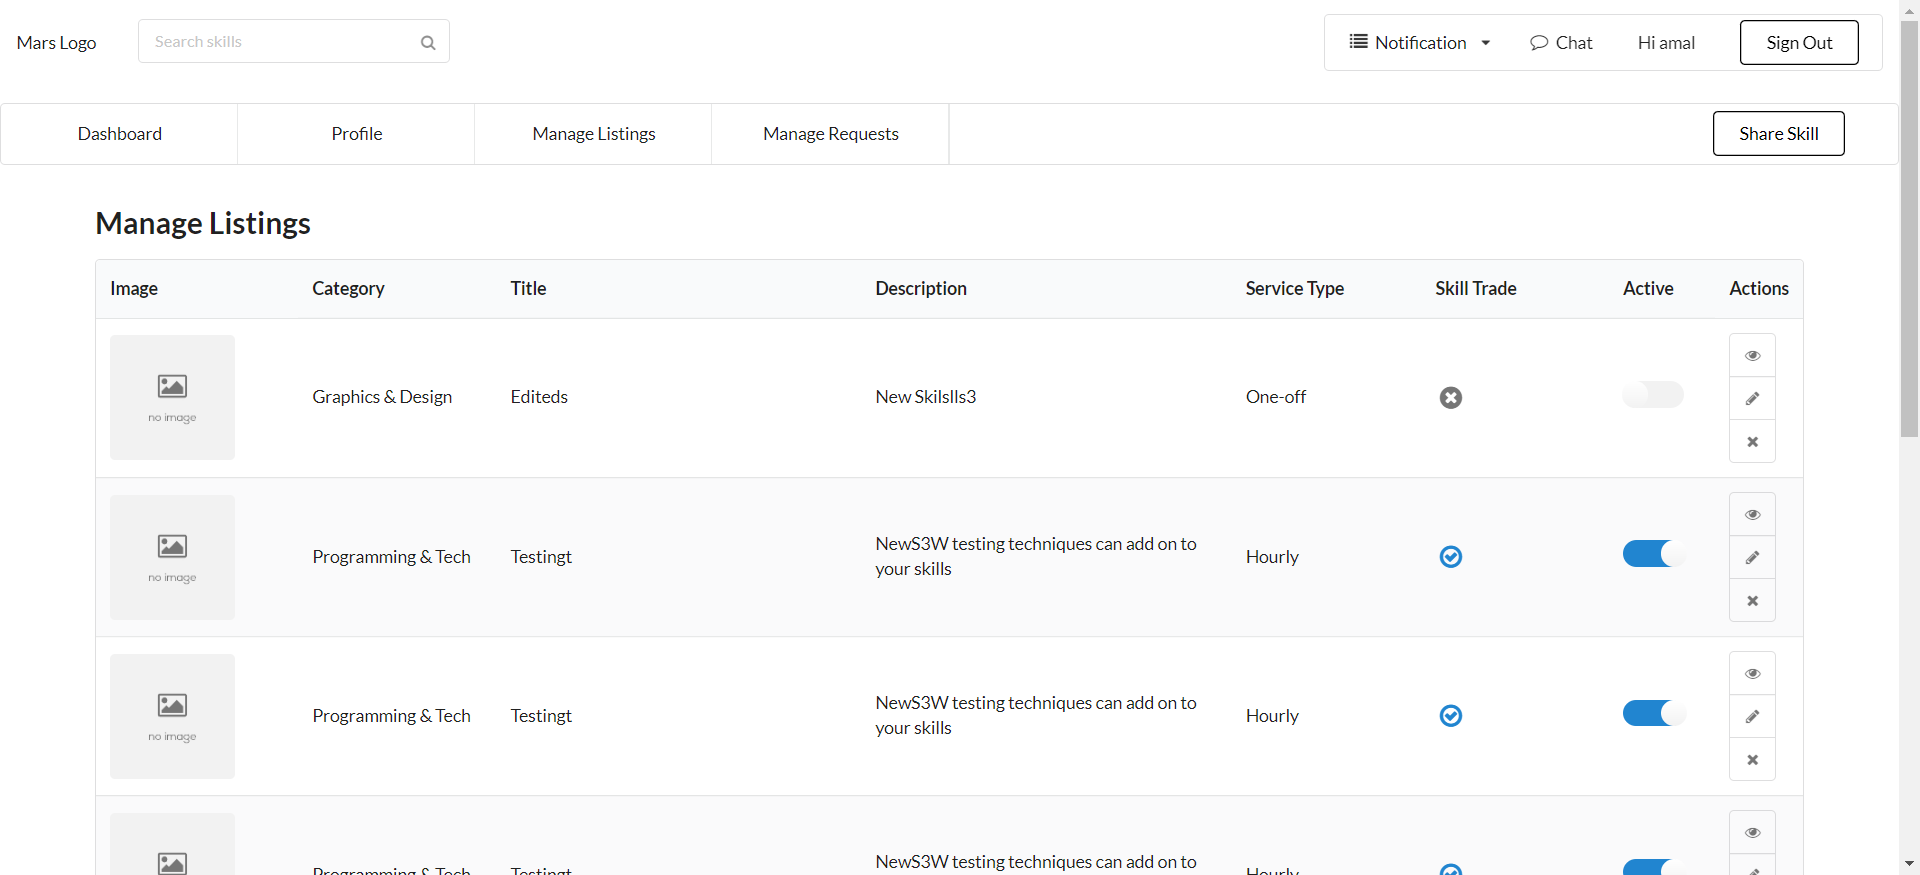 Mars Logo
Search skills
Notification
Chat
Hi amal
Sign Out
Dashboard
Profile
Manage Listings
Manage Requests
Share Skill
Manage Listings
Image
Category
Title
Description
Service Type
Skill Trade
Active
Actions
no image
Graphics & Design
Editeds
New Skilslls3
One-off
no image
Programming & Tech
Testingt
NewS3W testing techniques can add on to
your skills
Hourly
no image
Programming & Tech
Testingt
NewS3W testing techniques can add on to
your skills
Hourly
Programming & Tech
Testingt
NewS3W testing techniques can add on to
Hourly